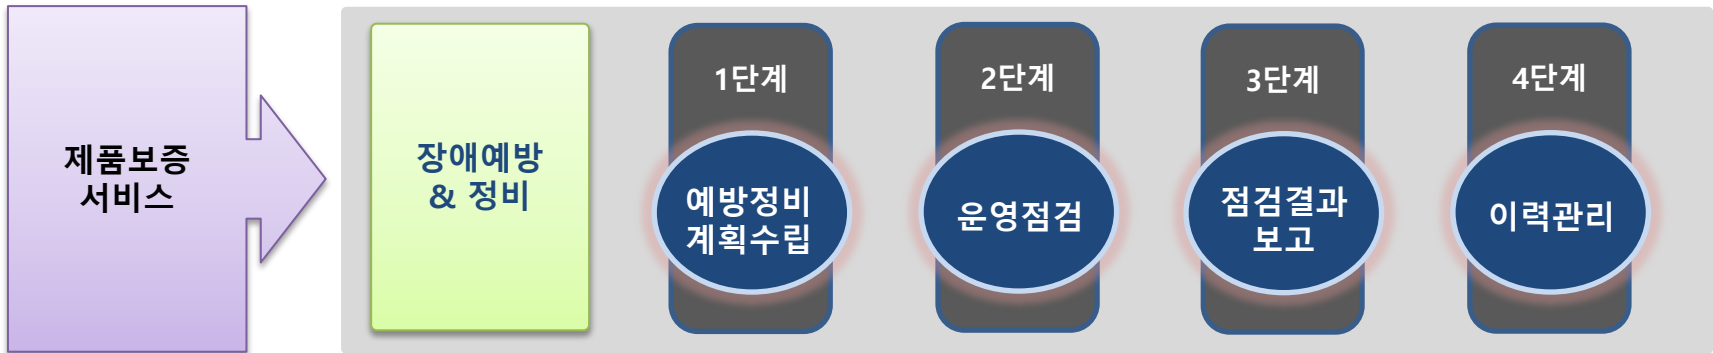 제품보증
서비스
장애예방
& 정비
1단계
예방정비
계획수립
2단계
운영점검
3단계
점검결과
보고
4단계
이력관리